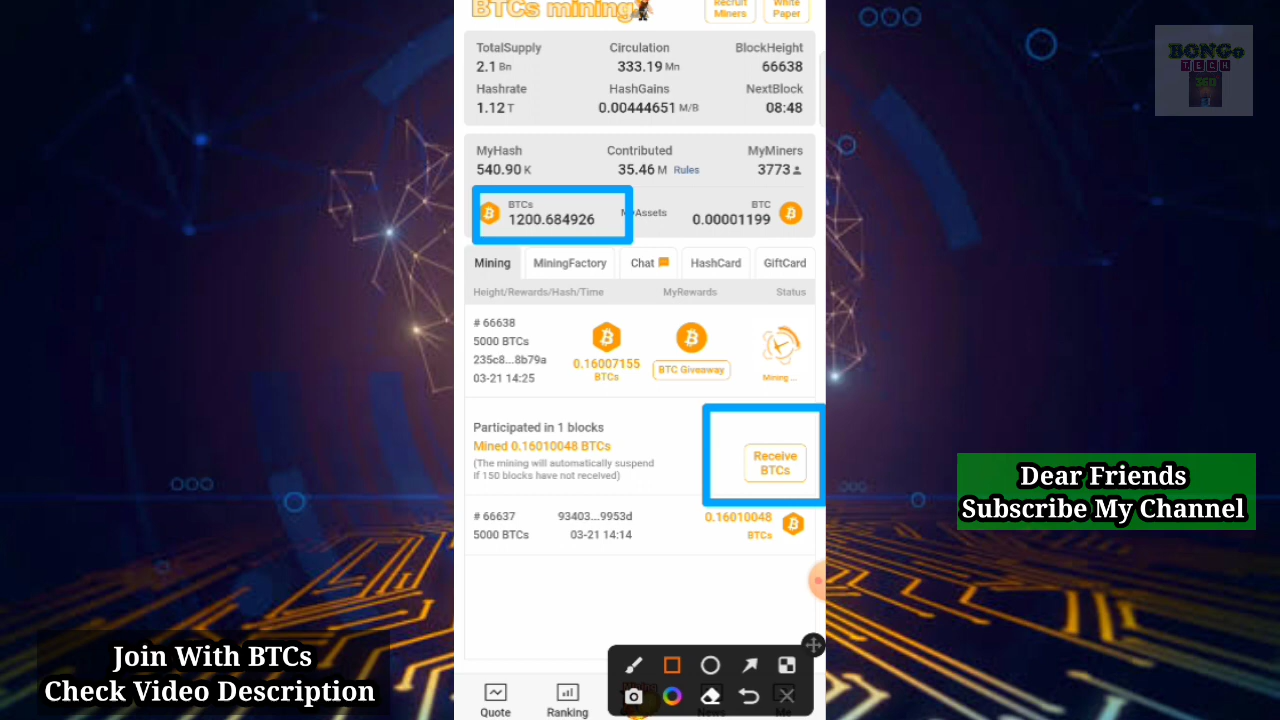 BTCs mining
Recruit
Miners
White
Paper
TotalSupply Circulation BlockHeight
2.1 Bn 333.19 Mn 66638
Hashrate HashGains NextBlock
1.12 T 0.00444651 M/B 08:48
MyHash Contributed MyMiners
540.90 K 35.46 M Rules 3773
BTCs
1200.684926
MyAssets
BTC
0.00001199
Mining MiningFactory Chat HashCard GiftCard
Height/Rewards/Hash/Time MyRewards Status
# 66638
5000 BTCs
235c8...8b79a
03-21 14:25
0.16007155
BTCs
BTC Giveaway
Mining ...
Participated in 1 blocks
Mined 0.16010048 BTCs
(The mining will automatically suspend
if 150 blocks have not received)
Receive
BTCs
# 66637 93403...9953d 0.16010048
5000 BTCs 03-21 14:14 BTCs
Quote Ranking News Me
BONGo
TECH
360
Dear Friends
Subscribe My Channel
Join With BTCs
Check Video Description